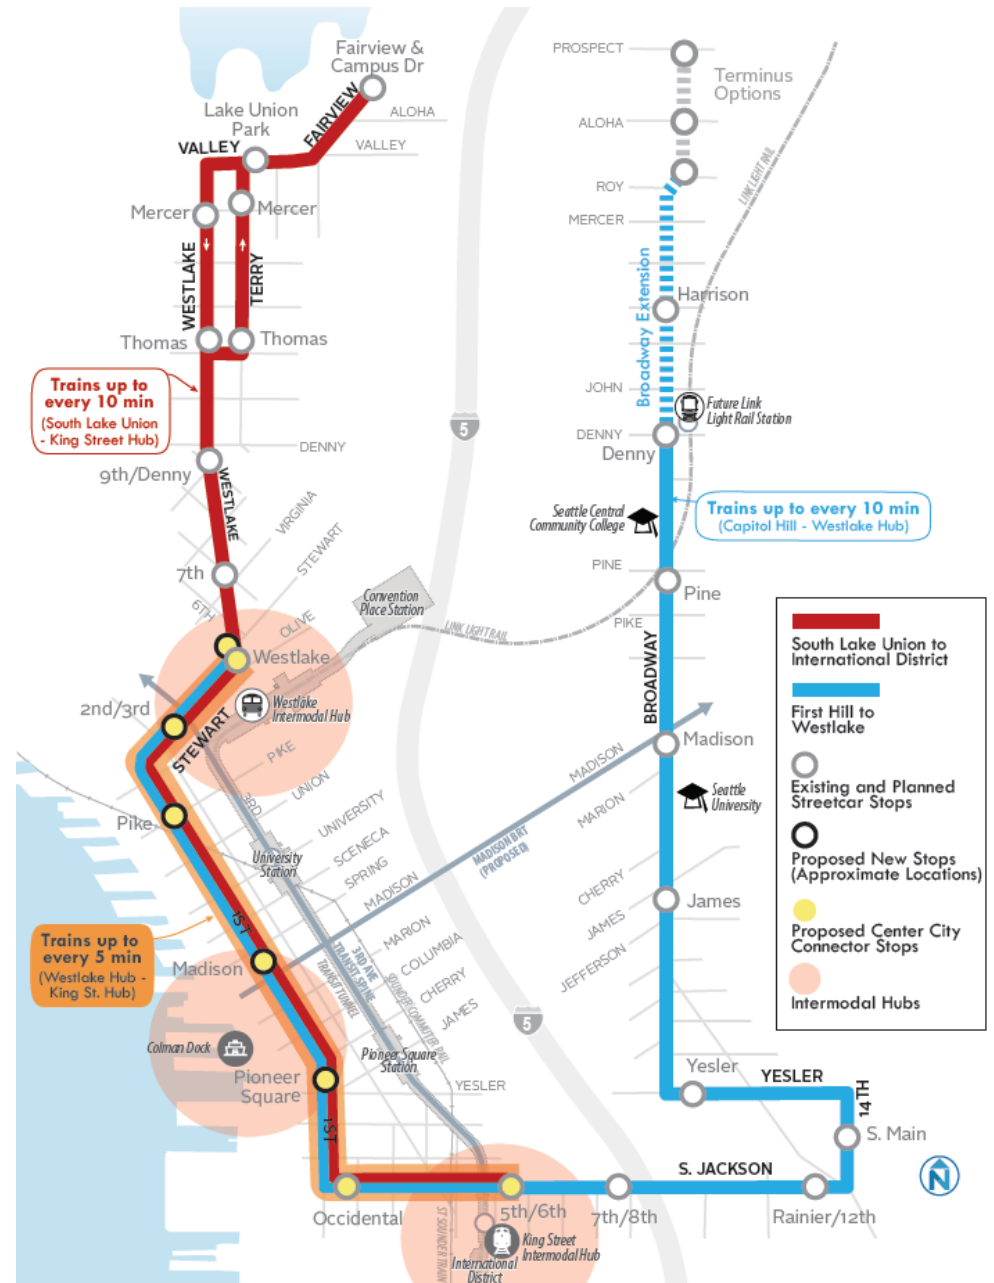 Fairview &
Campus Dr
ALOHA
FAIRVIEW
Lake Union
Park
VALLEY
VALLEY
Mercer
Mercer
WESTLAKE
TERRY
Thomas
Thomas
Trains up to
every 10 min
(South Lake Union
- King Street Hub)
DENNY
9th/Denny
WESTLAKE
VIRGINIA
STEWART
7th
6TH
OLIVE
Convention
Place Station
LINK LIGHT RAIL
Westlake
Westlake
Intermodal Hub
2nd/3rd
STEWART
PIKE
UNION
3RD
Pike
UNIVERSITY
SCENECA
SPRING
MADISON
University
Station
MARION
COLUMBIA
CHERRY
JAMES
1ST
3RD AVE
TRANSIT SPINE
TRANSIT TUNNEL
SOUNDER COMMUTER RAIL
Trains up to
every 5 min
(Westlake Hub -
King St. Hub)
Madison
Colman Dock
Pioneer
Square
Pioneer Square
Station
YESLER
1ST
Occidental
5th/6th
ST SOUNDER TRAIN
International
District
King Street
Intermodal Hub
7th/8th
S. JACKSON
Rainier/12th
S. Main
14TH
YESLER
Yesler
5
5
PROSPECT
Terminus
Options
ALOHA
ROY
MERCER
LINK LIGHT RAIL
Broadway Extension
Harrison
JOHN
Future Link
Light Rail Station
DENNY
Denny
Seattle Central
Community College
Trains up to every 10 min
(Capitol Hill - Westlake Hub)
PINE
Pine
PIKE
BROADWAY
Madison
MADISON
MARION
MADISON BRT
(PROPOSED)
Seattle
University
CHERRY
JAMES
JEFFERSON
James
South Lake Union to
International District
First Hill to
Westlake
Existing and Planned
Streetcar Stops
Proposed New Stops
(Approximate Locations)
Proposed Center City
Connector Stops
Intermodal Hubs
N